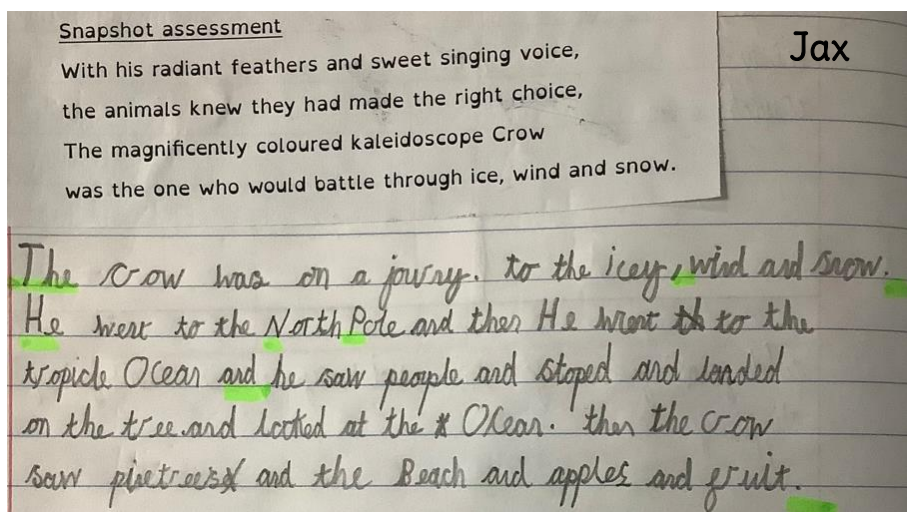 Snapshot assessment
Jax
With his radiant feathers and sweet singing voice,
the animals knew they had made the right choice,
The magnificently coloured kaleidoscope Crow
was the one who would battle through ice, wind and snow.
The crow was on a journy. to the icey, wind and snow.
He went to the North Pole and then He went to the
tropicle Ocean and he saw people and stoped and landed
on the tree.and looked at the Ocean. then the crow
saw and the Beach and apples and fruit.